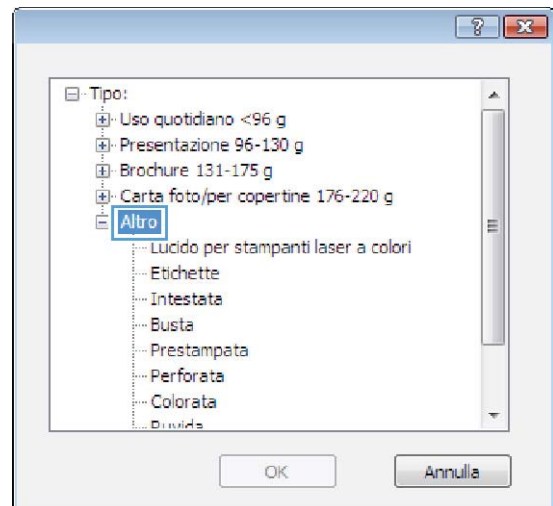 Tipo:
Uso quotidiano <96 g
Presentazione 96-130 g
Brochure 131-175 g
Carta foto/per copertine 176-220 g
Altro
Lucido per stampanti laser a colori
Etichette
Intestata
Busta
Prestampata
Perforata
Colorata
Ruvida
OK
Annulla